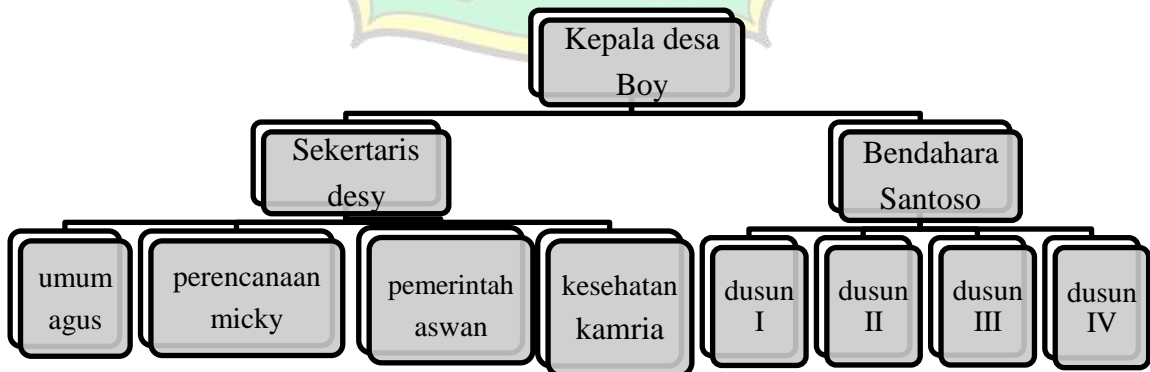 Kepala desa
Boy
Sekertaris
desy
Bendahara
Santoso
umum
agus
perencanaan
micky
pemerintah
aswan
kesehatan
kamria
dusun
I
dusun
II
dusun
III
dusun
IV